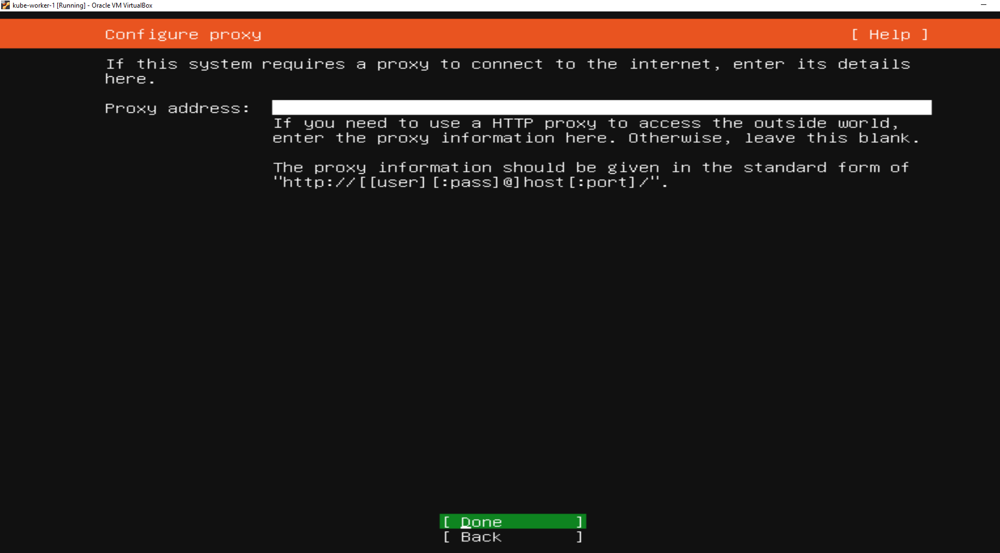 kube-worker-1 [Running] - Oracle VM VirtualBox
Configure proxy [ Help ]
If this system requires a proxy to connect to the internet, enter its details
here.
Proxy address:
If you need to use a HTTP proxy to access the outside world,
enter the proxy information here. Otherwise, leave this blank.
The proxy information should be given in the standard form of
"http://[[user][:pass]@]host[:port]/".
[ Done ]
[ Back ]